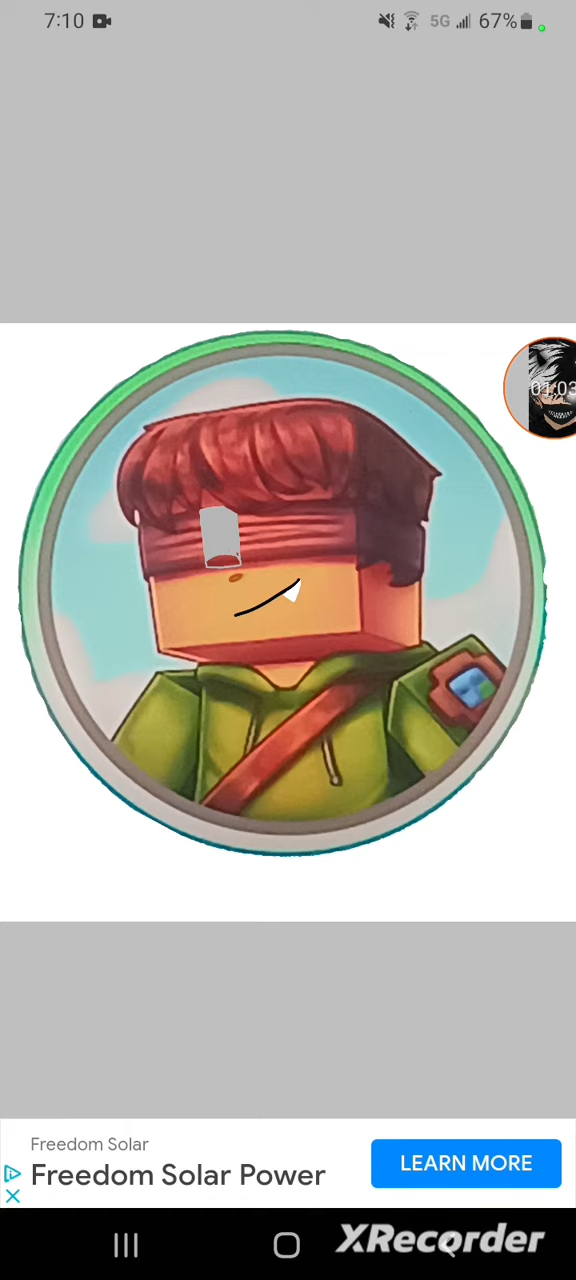 7:10
5G 67%
01:03
Freedom Solar
Freedom Solar Power
LEARN MORE
XRecorder